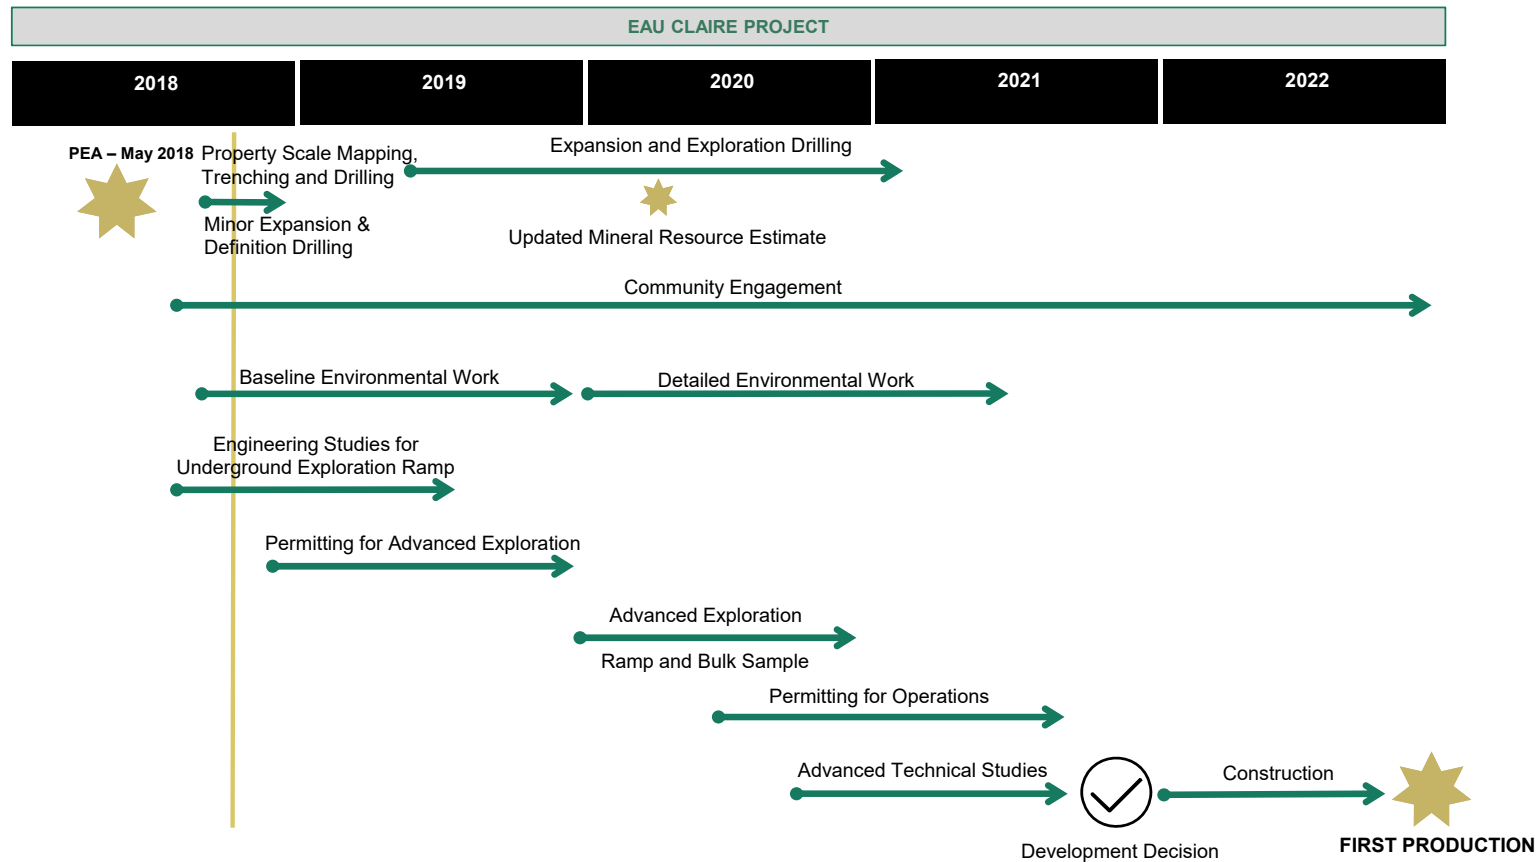 EAU CLAIRE PROJECT
2018
2019
2020
2021
2022
PEA – May 2018
Property Scale Mapping,
Trenching and Drilling
Minor Expansion &
Definition Drilling
Expansion and Exploration Drilling
Updated Mineral Resource Estimate
Community Engagement
Baseline Environmental Work
Detailed Environmental Work
Engineering Studies for
Underground Exploration Ramp
Permitting for Advanced Exploration
Advanced Exploration
Ramp and Bulk Sample
Permitting for Operations
Advanced Technical Studies
Development Decision
Construction
FIRST PRODUCTION